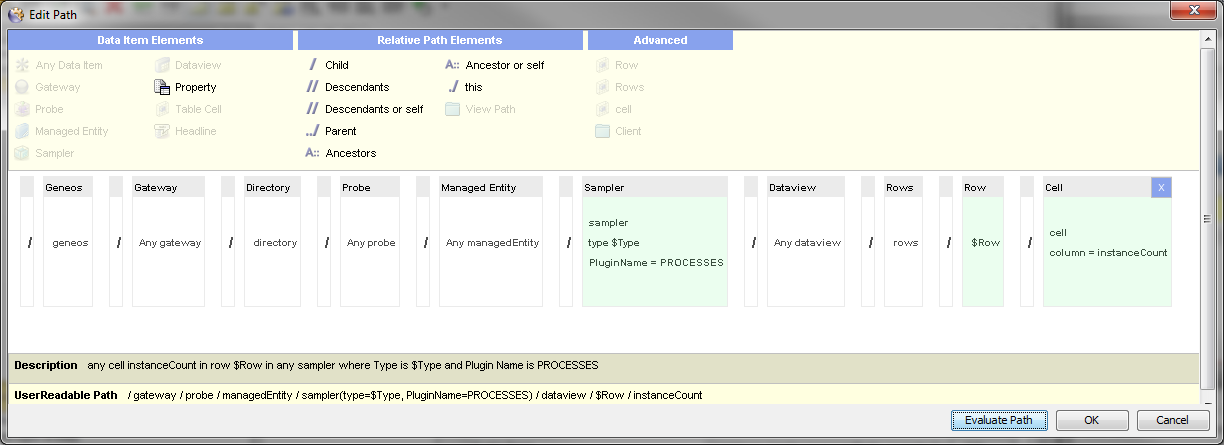 Edit Path
Data Item Elements Relative Path Elements Advanced
Any Data Item Dataview / Child A:: Ancestor or self Row
Gateway Property // Descendants ./ this Rows
Probe Table Cell // Descendants or self View Path cell
Managed Entity Headline ../ Parent Client
Sampler A:: Ancestors
Geneos Gateway Directory Probe Managed Entity Sampler Dataview Rows Row Cell X
sampler
cell
/ geneos / Any gateway / directory / Any probe / Any managedEntity / type $Type / Any dataview / rows / $Row /
column = instanceCount
PluginName = PROCESSES
Description any cell instanceCount in row $Row in any sampler where Type is $Type and Plugin Name is PROCESSES
UserReadable Path / gateway / probe / managedEntity / sampler(type=$Type, PluginName=PROCESSES) / dataview / $Row / instanceCount
Evaluate Path OK Cancel